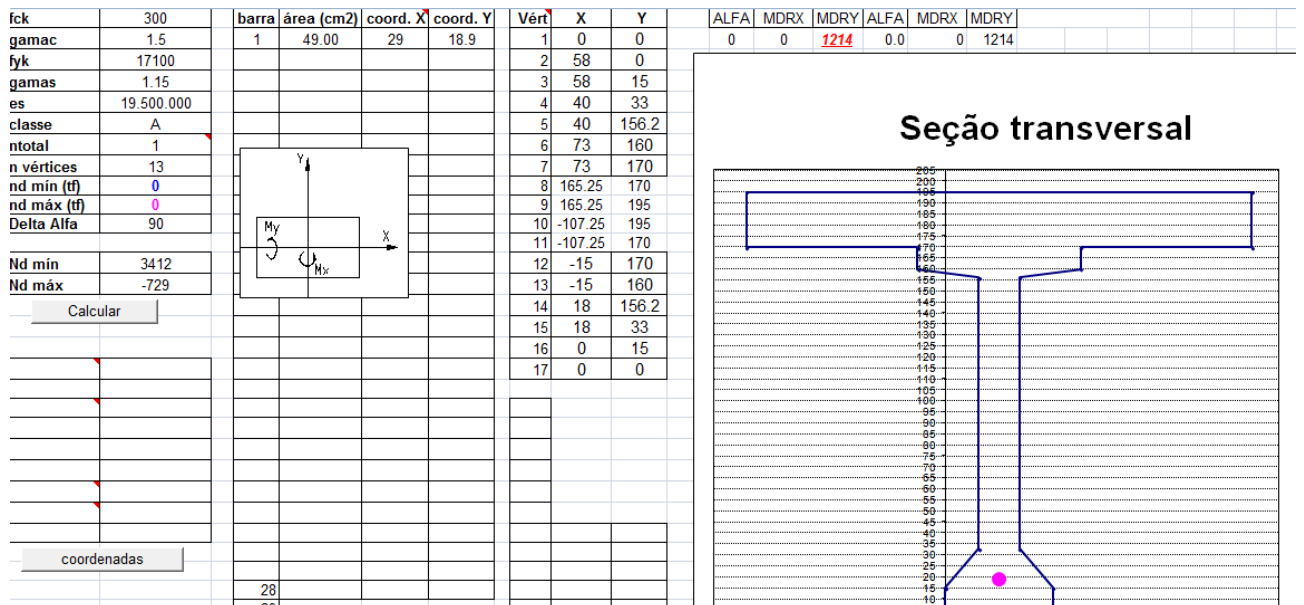 fck 300 barra área (cm2) coord. X coord. Y Vért X Y ALFA MDRX MDRY ALFA MDRX MDRY
gamac 1.5 1 49.00 29 18.9 1 0 0 0 0 1214 0.0 0 1214
fyk 17100 2 58 0
gamas 1.15 3 58 15
es 19.500.000 4 40 33
classe A 5 40 156.2
ntotal 1 6 73 160
n vértices 13 7 73 170
nd mín (tf) 0 8 165.25 170
nd máx (tf) 0 9 165.25 195
Delta Alfa 90 10 -107.25 195
11 -107.25 170
Nd mín 3412 12 -15 170
Nd máx -729 13 -15 160
Calcular 14 18 156.2
15 18 33
16 0 15
17 0 0
Y
My
X
Mx
coordenadas
28
Seção transversal
205
200
195
190
185
180
175
170
165
160
155
150
145
140
135
130
125
120
115
110
105
100
95
90
85
80
75
70
65
60
55
50
45
40
35
30
25
20
15
10